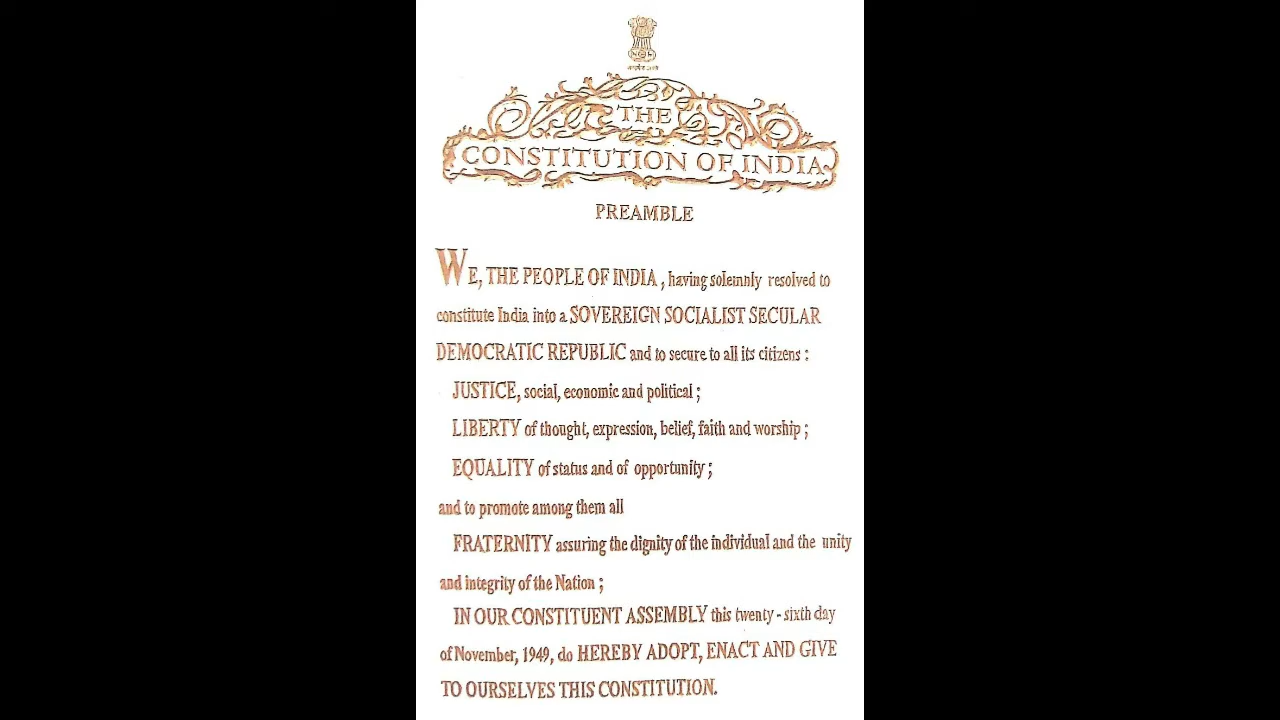 THE
CONSTITUTION OF INDIA
PREAMBLE
WE, THE PEOPLE OF INDIA , having solemnly resolved to
constitute India into a SOVEREIGN SOCIALIST SECULAR
DEMOCRATIC REPUBLIC and to secure to all its citizens :
JUSTICE, social, economic and political ;
LIBERTY of thought, expression, belief, faith and worship ;
EQUALITY of status and of opportunity ;
and to promote among them all
FRATERNITY assuring the dignity of the individual and the unity
and integrity of the Nation ;
IN OUR CONSTITUENT ASSEMBLY this twenty - sixth day
of November, 1949, do HEREBY ADOPT, ENACT AND GIVE
TO OURSELVES THIS CONSTITUTION.